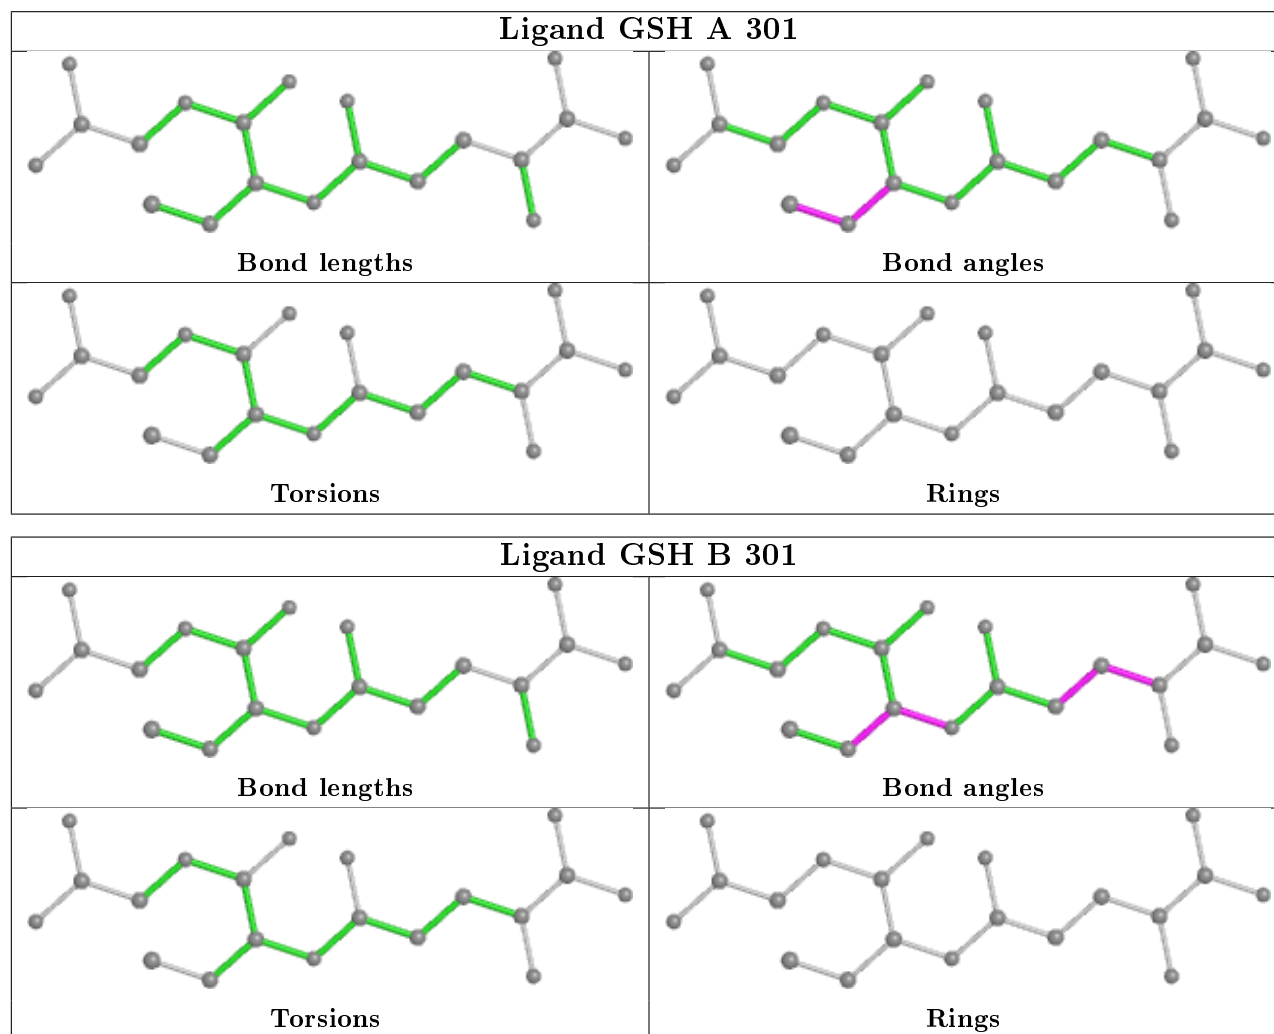 Ligand GSH A 301
Bond lengths
Bond angles
Torsions
Rings
Ligand GSH B 301
Bond lengths
Bond angles
Torsions
Rings